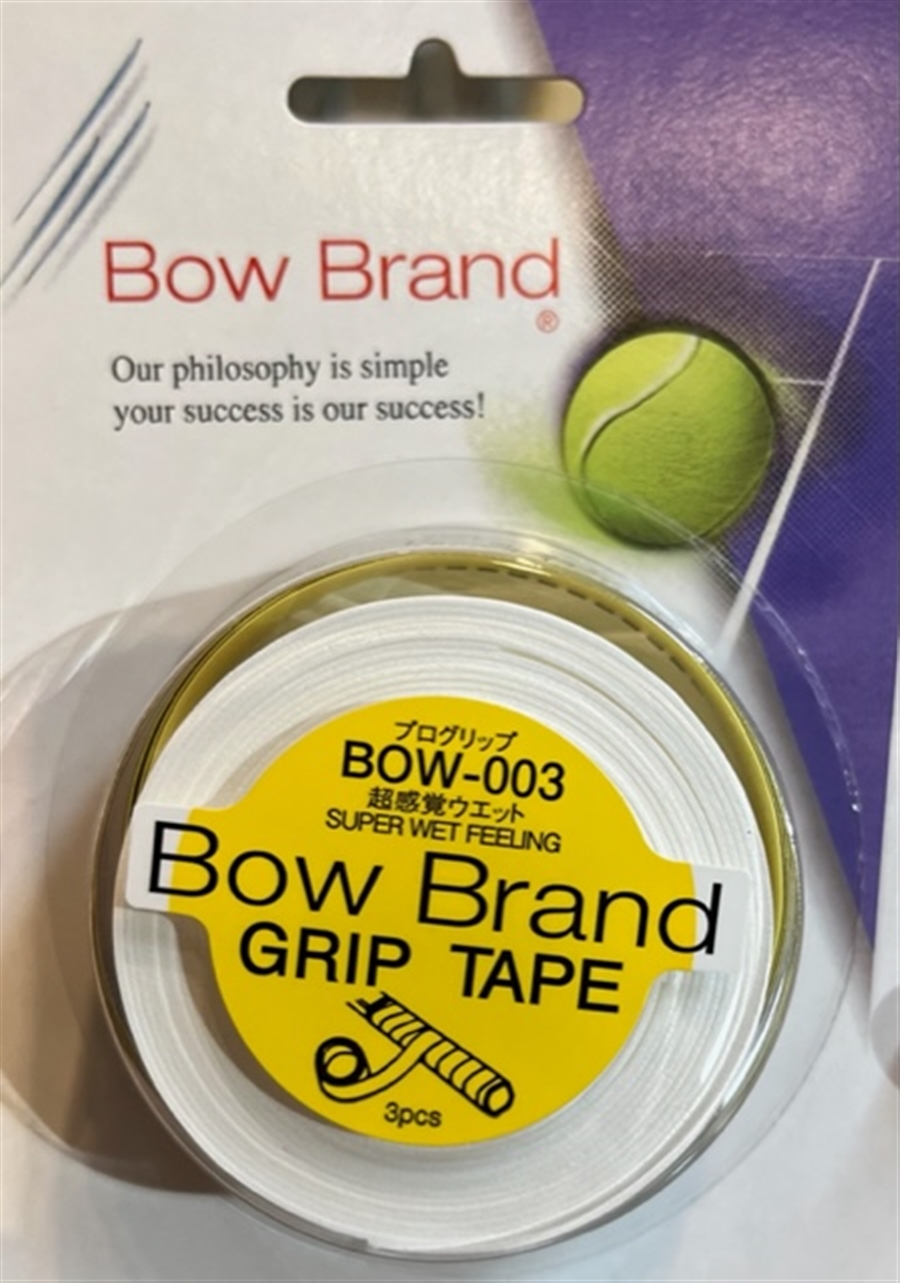 Bow Brand
®
Our philosophy is simple
your success is our success!
プログリップ
BOW-003
超感覚ウエット
SUPER WET FEELING
Bow Brand
GRIP TAPE
3pcs